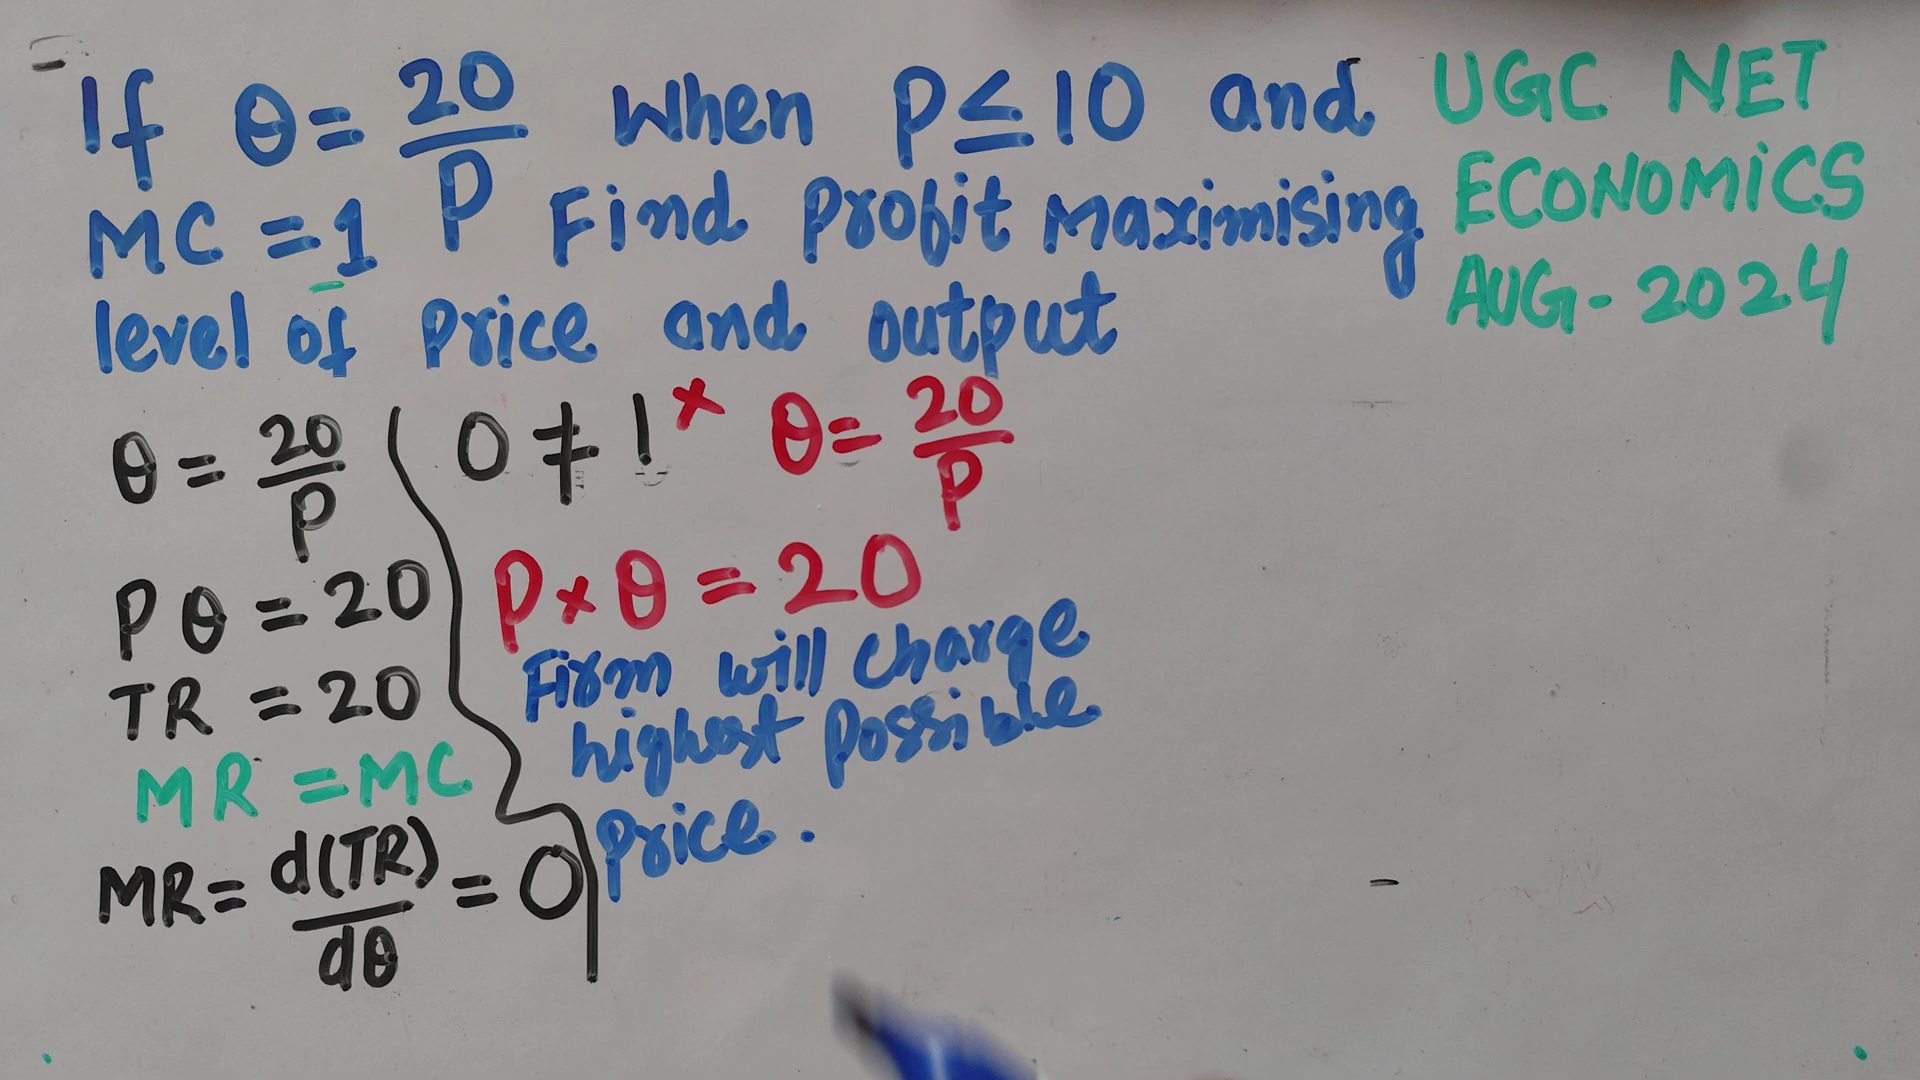 If θ = 20/P When P ≤ 10 and
MC = 1 Find Profit Maximising
level of Price and output
UGC NET
ECONOMiCS
AUG - 2024
θ = 20/P
Pθ = 20
TR = 20
MR = MC
MR = d(TR)/dθ = 0
0 ≠ 1 ×
θ = 20/P
P × θ = 20
Firm will charge
highest possible
price.